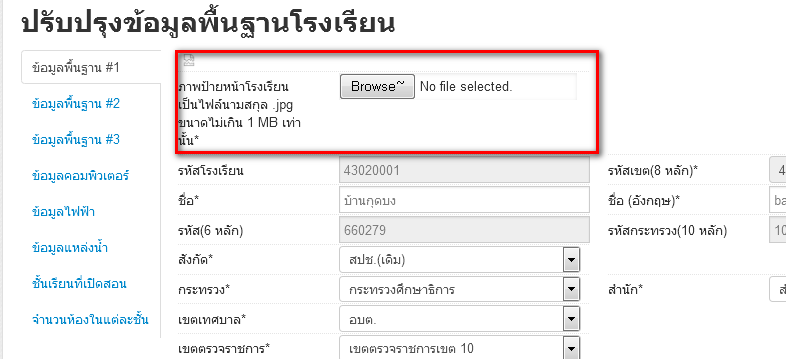 ปรับปรุงข้อมูลพื้นฐานโรงเรียน
ข้อมูลพื้นฐาน #1
ข้อมูลพื้นฐาน #2
ข้อมูลพื้นฐาน #3
ข้อมูลคอมพิวเตอร์
ข้อมูลไฟฟ้า
ข้อมูลแหล่งน้ำ
ชั้นเรียนที่เปิดสอน
จำนวนห้องในแต่ละชั้น
ภาพป้ายหน้าโรงเรียน
เป็นไฟล์นามสกุล .jpg
ขนาดไม่เกิน 1 MB เท่า
นั้น*
Browse~ No file selected.
รหัสโรงเรียน 43020001 รหัสเขต(8 หลัก)* 4
ชื่อ* บ้านกุดบง ชื่อ (อังกฤษ)* ba
รหัส(6 หลัก) 660279 รหัสกระทรวง(10 หลัก) 10
สังกัด* สปช.(เดิม)
กระทรวง* กระทรวงศึกษาธิการ สำนัก* ส
เขตเทศบาล* อบต.
เขตตรวจราชการ* เขตตรวจราชการเขต 10